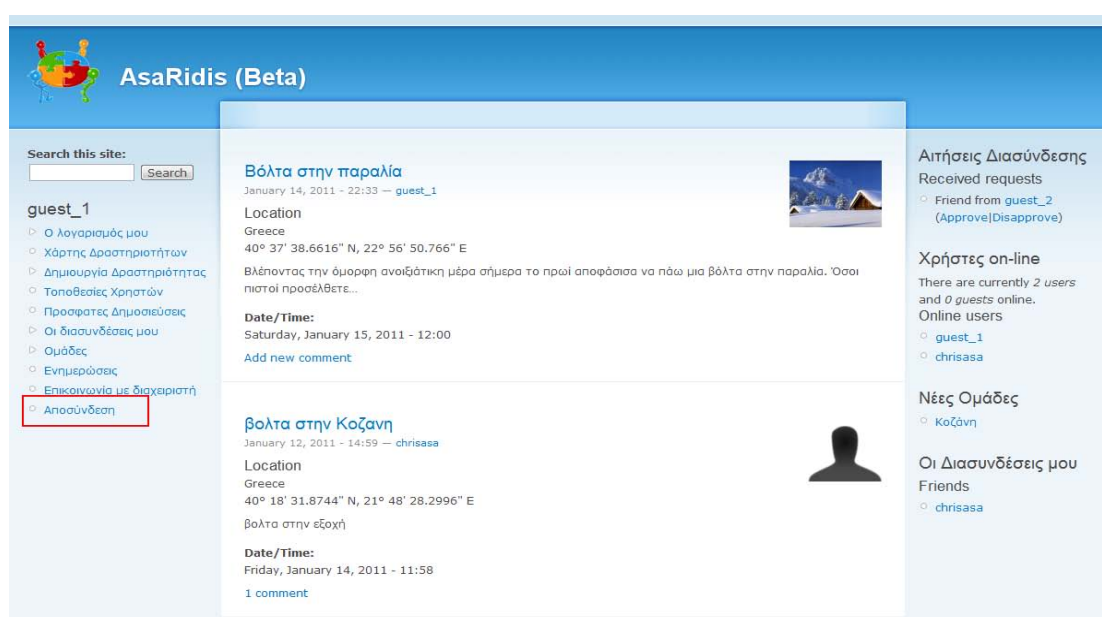 AsaRidis (Beta)
Search this site:
Search
guest_1
Ο λογαρισμός μου
Χάρτης Δραστηριοτήτων
Δημιουργία Δραστηριότητας
Τοποθεσίες Χρηστών
Προσφατες Δημοσιεύσεις
Οι διασυνδέσεις μου
Ομάδες
Ενημερώσεις
Επικοινωνία με διαχειριστή
Αποσύνδεση
Βόλτα στην παραλία
January 14, 2011 - 22:33 — guest_1
Location
Greece
40° 37' 38.6616" N, 22° 56' 50.766" E
Βλέποντας την όμορφη ανοιξιάτικη μέρα σήμερα το πρωί αποφάσισα να πάω μια βόλτα στην παραλία. Όσοι
πιστοί προσέλθετε...
Date/Time:
Saturday, January 15, 2011 - 12:00
Add new comment
βολτα στην Κοζανη
January 12, 2011 - 14:59 — chrisasa
Location
Greece
40° 18' 31.8744" N, 21° 48' 28.2996" E
βολτα στην εξοχή
Date/Time:
Friday, January 14, 2011 - 11:58
1 comment
Αιτήσεις Διασύνδεσης
Received requests
Friend from guest_2
(Approve|Disapprove)
Χρήστες on-line
There are currently 2 users
and 0 guests online.
Online users
guest_1
chrisasa
Νέες Ομάδες
Κοζάνη
Οι Διασυνδέσεις μου
Friends
chrisasa